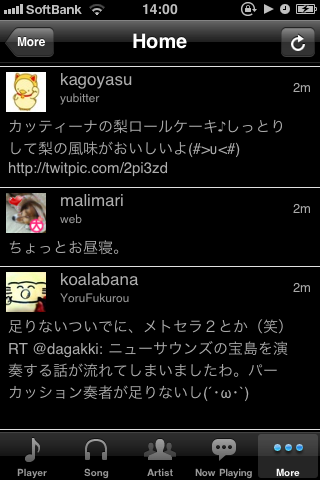 SoftBank 14:00
More Home
kagoyasu
yubitter
2m
カッティーナの梨ロールケーキ♪しっとり
して梨の風味がおいしいよ(#>υ<#)
http://twitpic.com/2pi3zd
malimari
web
2m
ちょっとお昼寝。
koalabana
YoruFukurou
2m
足りないついでに、メトセラ２とか（笑）
RT @dagakki: ニューサウンズの宝島を演
奏する話が流れてしまいましたわ。パー
カッション奏者が足りないし(´･ω･`)
Player Song Artist Now Playing More